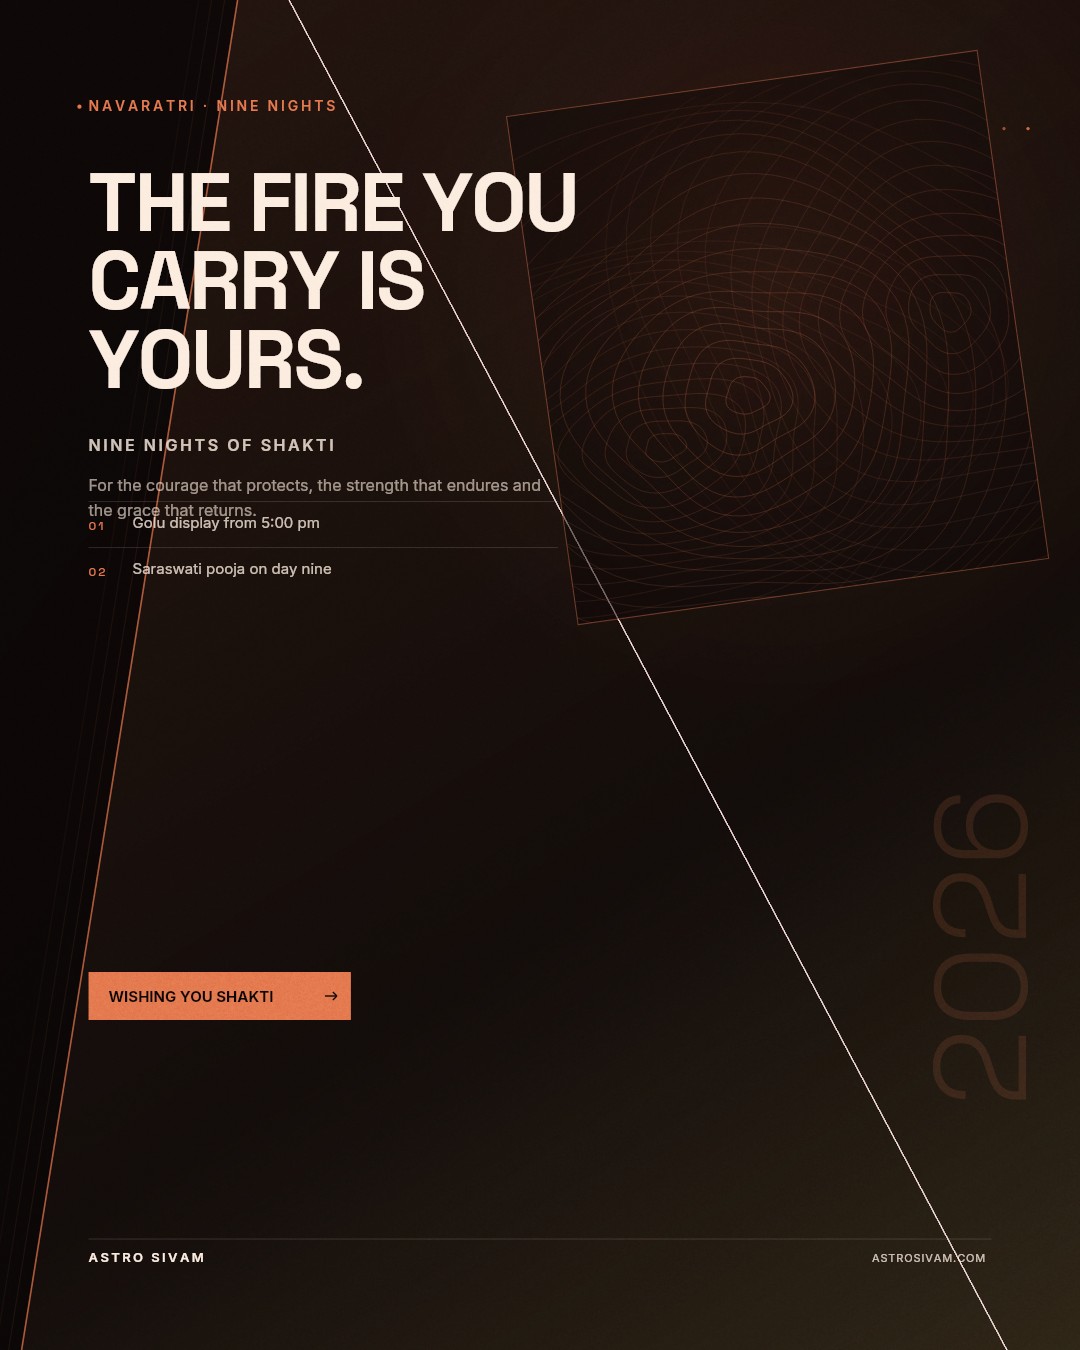 NAVARATRI · NINE NIGHTS
THE FIRE YOU
CARRY IS
YOURS.
NINE NIGHTS OF SHAKTI
For the courage that protects, the strength that endures and
the grace that returns.
01 Golu display from 5:00 pm
02 Saraswati pooja on day nine
2026
WISHING YOU SHAKTI →
ASTRO SIVAM
ASTROSIVAM.COM